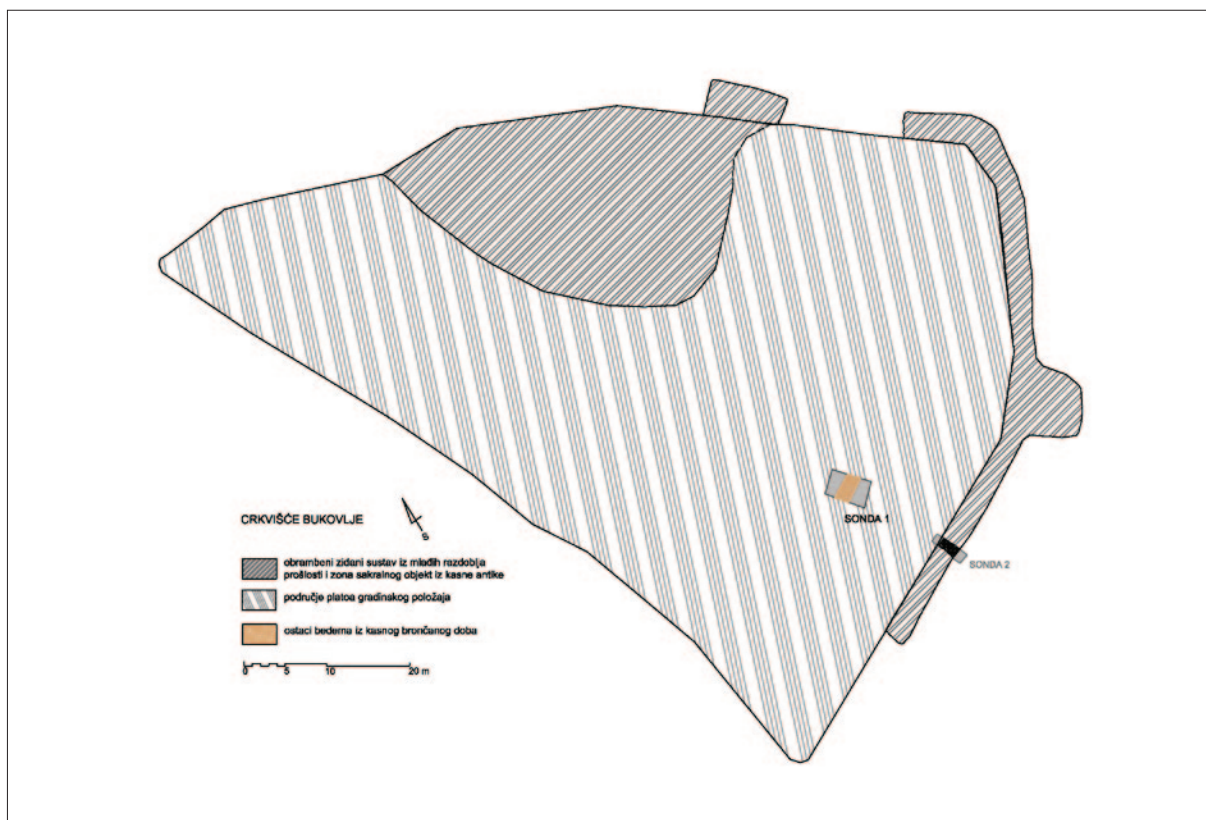 SONDA 1
SONDA 2
CRKVIŠĆE BUKOVLJE
S
obrambeni zidani sustav iz mlađih razdoblja
prošlosti i zona sakralnog objekt iz kasne antike
područje platoa gradinskog položaja
ostaci bedema iz kasnog brončanog doba
0 5 10 20 m